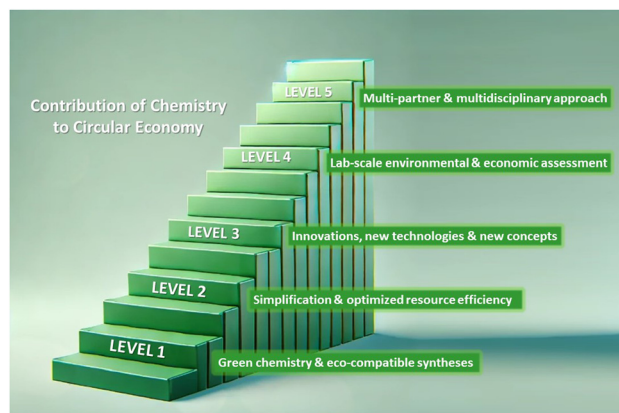 Contribution of Chemistry
to Circular Economy
LEVEL 5
Multi-partner & multidisciplinary approach
LEVEL 4
Lab-scale environmental & economic assessment
LEVEL 3
Innovations, new technologies & new concepts
LEVEL 2
Simplification & optimized resource efficiency
LEVEL 1
Green chemistry & eco-compatible syntheses